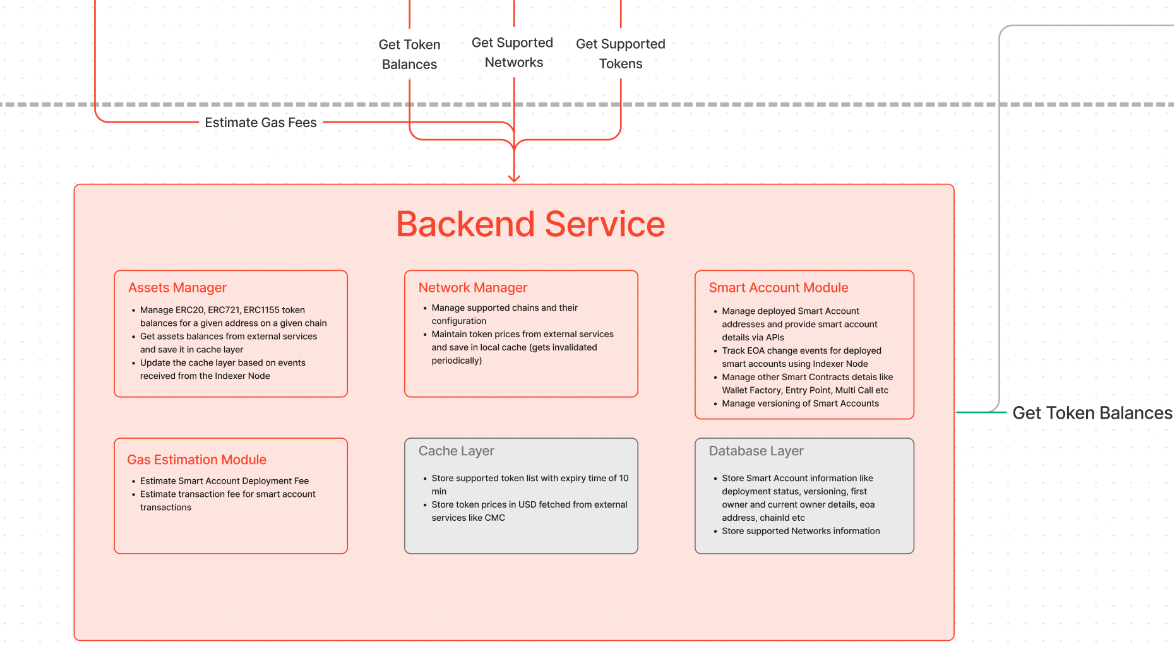 Get Token
Balances
Get Suported
Networks
Get Supported
Tokens
Estimate Gas Fees
Backend Service
Assets Manager
• Manage ERC20, ERC721, ERC1155 token
balances for a given address on a given chain
• Get assets balances from external services
and save it in cache layer
• Update the cache layer based on events
received from the Indexer Node
Network Manager
• Manage supported chains and their
configuration
• Maintain token prices from external services
and save in local cache (gets invalidated
periodically)
Smart Account Module
• Manage deployed Smart Account
addresses and provide smart account
details via APIs
• Track EOA change events for deployed
smart accounts using Indexer Node
• Manage other Smart Contracts detais like
Wallet Factory, Entry Point, Multi Call etc
• Manage versioning of Smart Accounts
Get Token Balances
Gas Estimation Module
• Estimate Smart Account Deployment Fee
• Estimate transaction fee for smart account
transactions
Cache Layer
• Store supported token list with expiry time of 10
min
• Store token prices in USD fetched from external
services like CMC
Database Layer
• Store Smart Account information like
deployment status, versioning, first
owner and current owner details, eoa
address, chainId etc
• Store supported Networks information